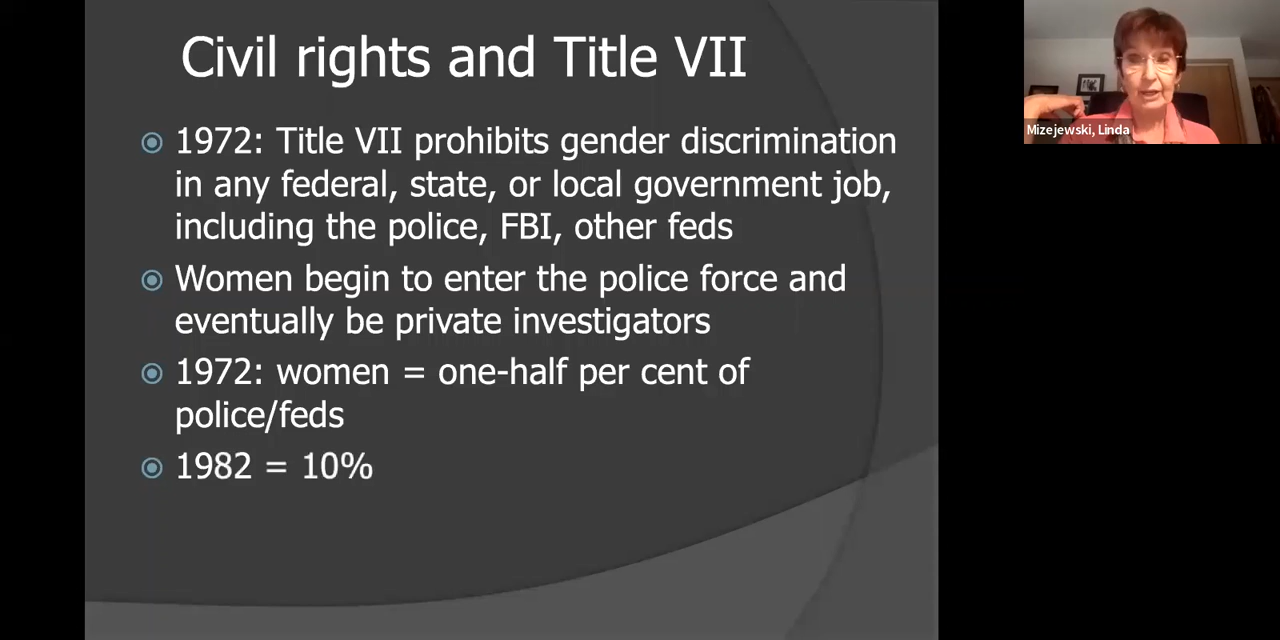 Civil rights and Title VII
1972: Title VII prohibits gender discrimination
in any federal, state, or local government job,
including the police, FBI, other feds
Women begin to enter the police force and
eventually be private investigators
1972: women = one-half per cent of
police/feds
1982 = 10%
Mizejewski, Linda